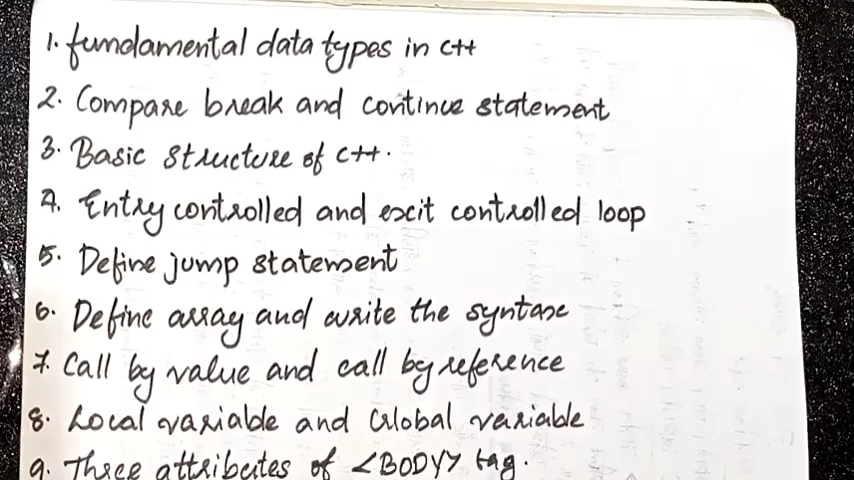 1. fundamental data types in C++
2. Compare break and continue statement
3. Basic structure of C++.
4. Entry controlled and exit controlled loop
5. Define jump statement
6. Define array and write the syntax
7. Call by value and call by reference
8. Local variable and Global variable
9. Three attributes of <BODY> tag.